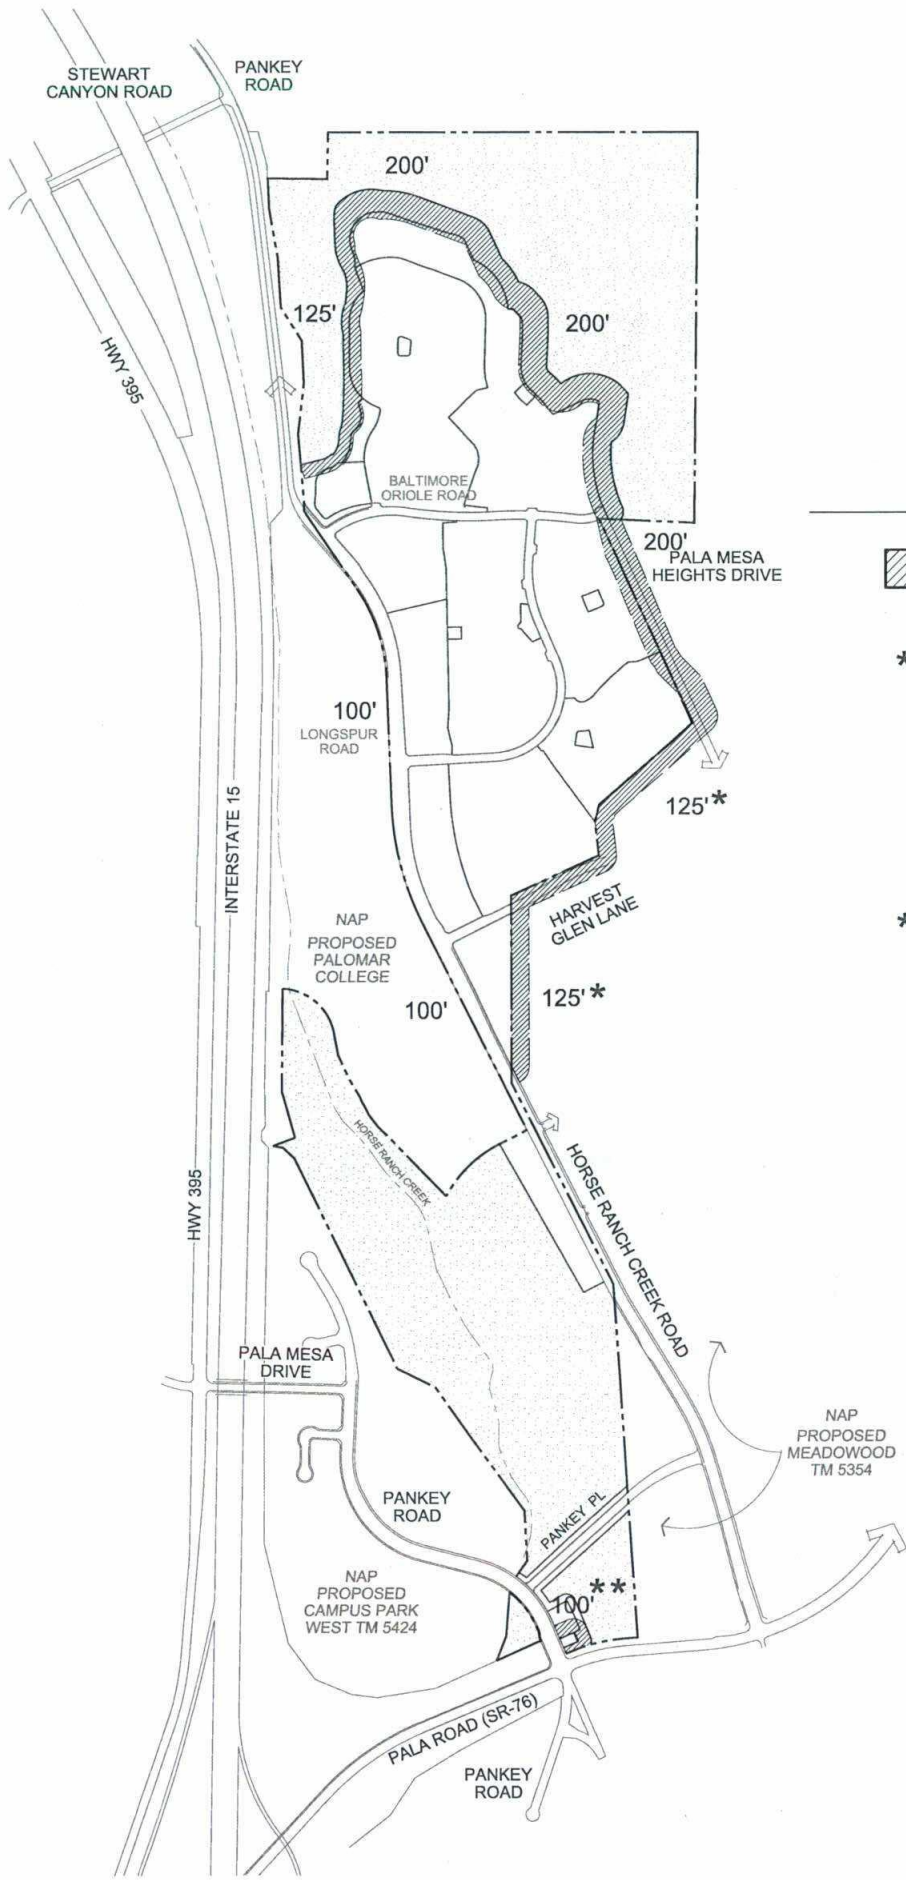 STEWART
CANYON ROAD
PANKEY
ROAD
200'
125'
200'
HWY 395
BALTIMORE
ORIOLE ROAD
200'
PALA MESA
HEIGHTS DRIVE
*
100'
LONGSPUR
ROAD
INTERSTATE 15
125'*
HARVEST
GLEN LANE
*
NAP
PROPOSED
PALOMAR
COLLEGE
100'
125'*
HORSE RANCH CREEK
HORSE RANCH CREEK ROAD
HWY 395
PALA MESA
DRIVE
NAP
PROPOSED
MEADOWOOD
TM 5354
PANKEY
ROAD
PANKEY PL
NAP
PROPOSED
CAMPUS PARK
WEST TM 5424
100'**
PALA ROAD (SR-76)
PANKEY
ROAD